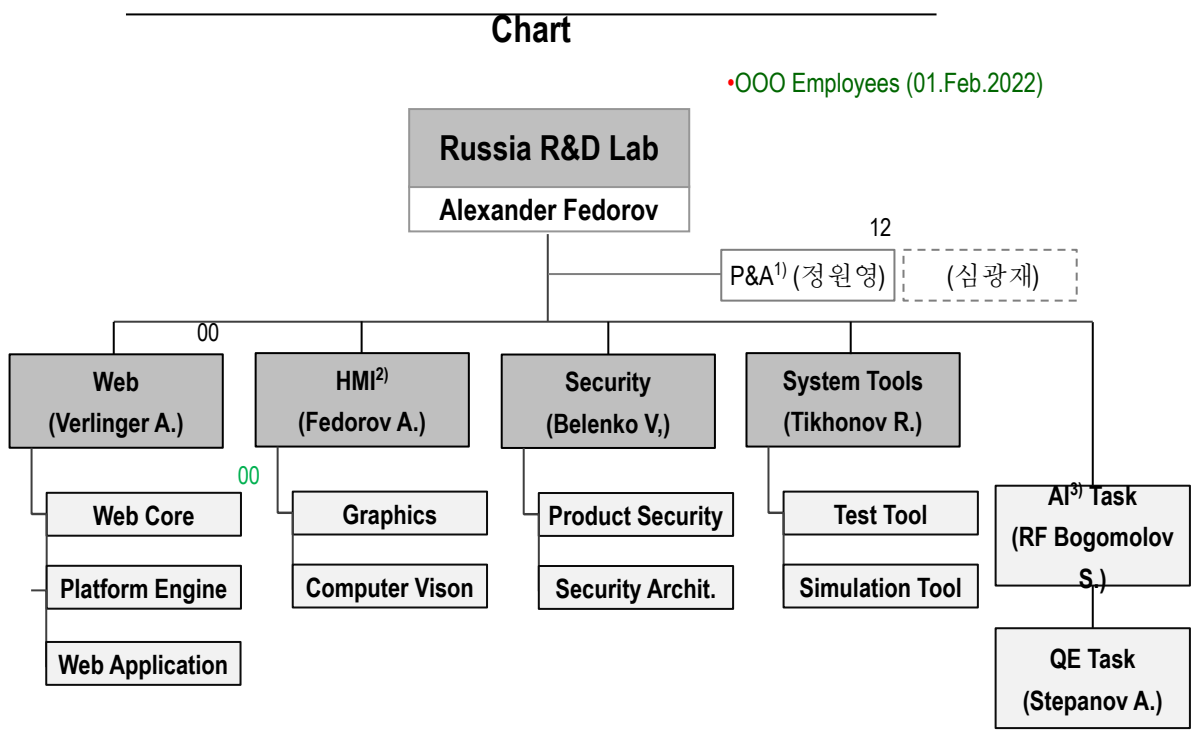 Chart
•OOO Employees (01.Feb.2022)
Russia R&D Lab
Alexander Fedorov
12
P&A1) (정원영)
(심광재)
00
Web
(Verlinger A.)
HMI2)
(Fedorov A.)
Security
(Belenko V,)
System Tools
(Tikhonov R.)
00
Web Core
Graphics
Product Security
Test Tool
AI3) Task
(RF Bogomolov
S.)
Platform Engine
Computer Vison
Security Archit.
Simulation Tool
Web Application
QE Task
(Stepanov A.)